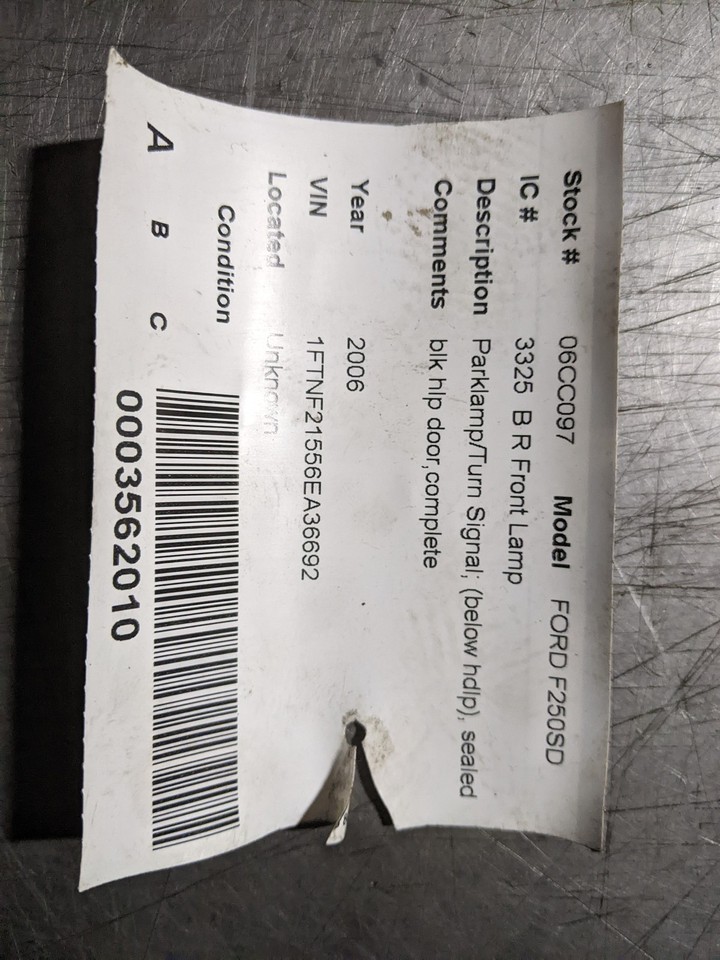 Stock # 06CC097 Model FORD F250SD
IC # 3325 B R Front Lamp
Description Parklamp/Turn Signal; (below hdlp), sealed
Comments blk hlp door,complete
Year 2006
VIN 1FTNF21556EA36692
Located Unknown
Condition
A B C
0003562010